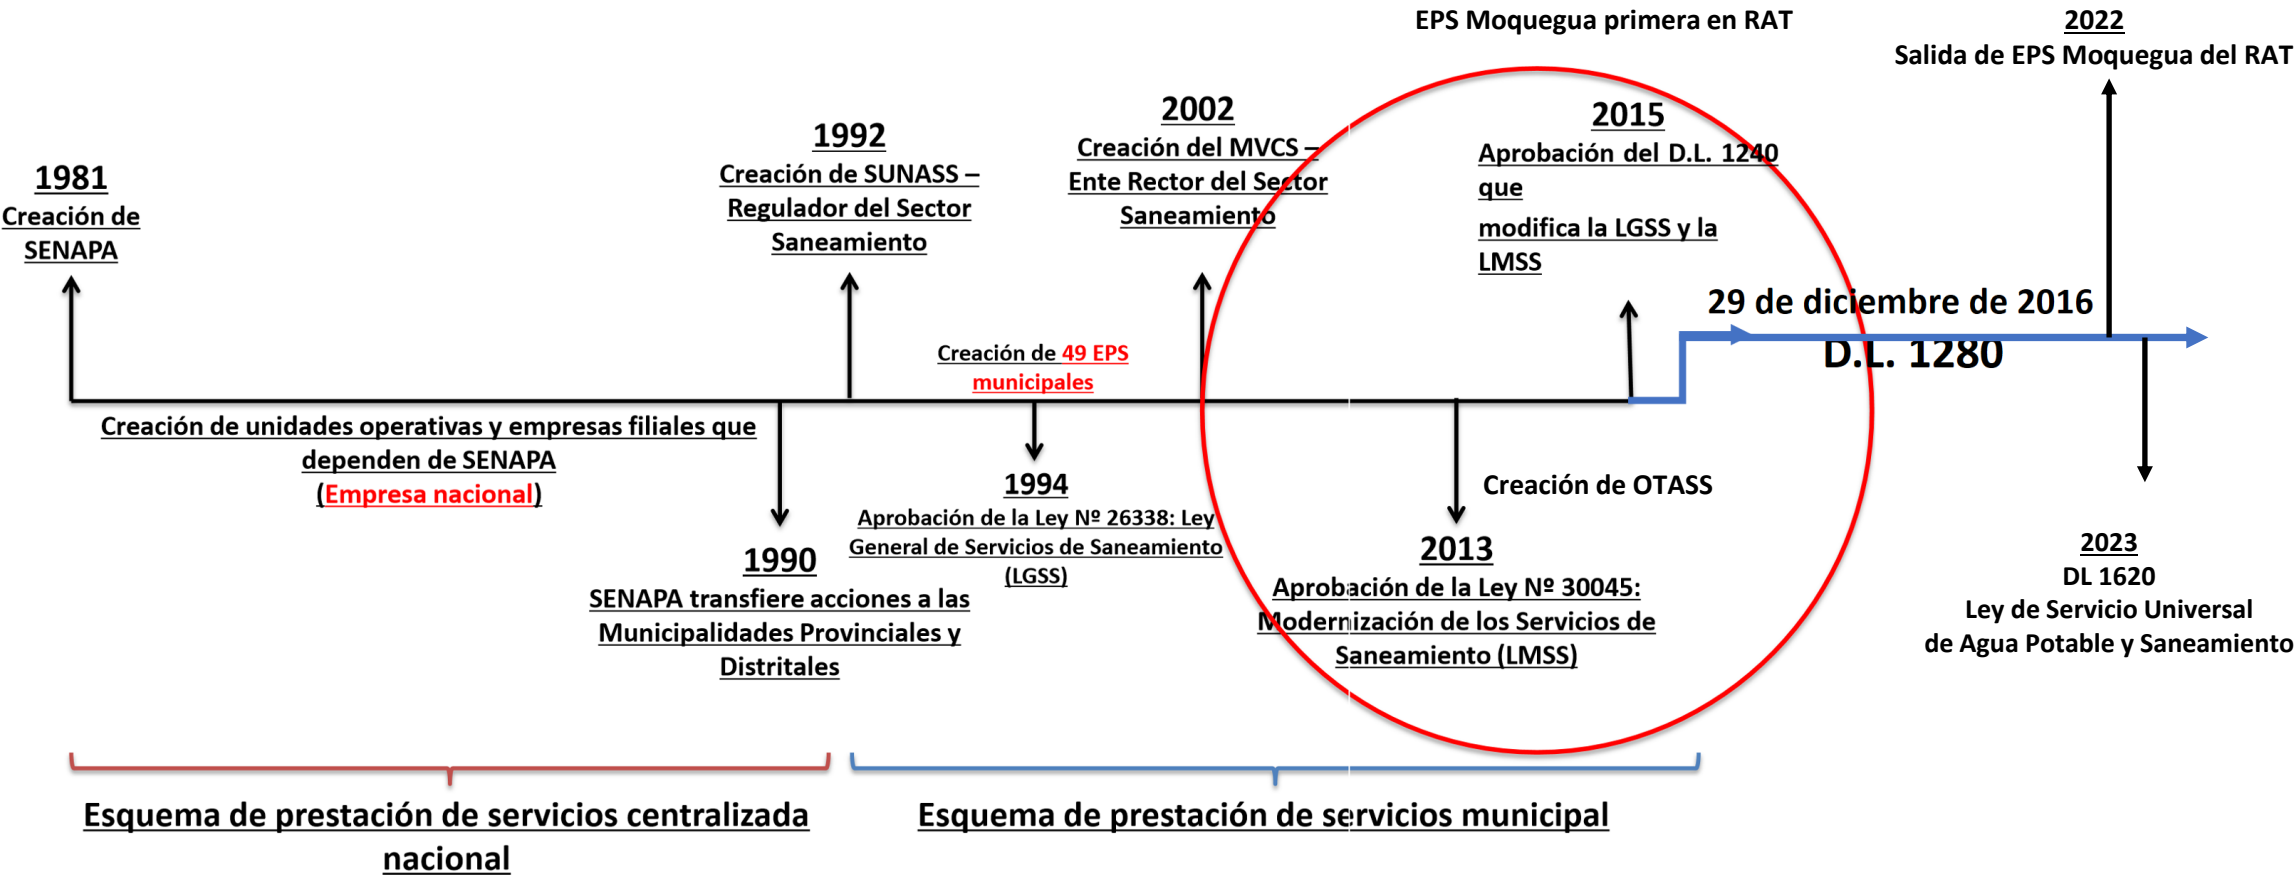 EPS Moquegua primera en RAT
2022
Salida de EPS Moquegua del RAT
1981
Creación de
SENAPA
1992
Creación de SUNASS –
Regulador del Sector
Saneamiento
2002
Creación del MVCS –
Ente Rector del Sector
Saneamiento
2015
Aprobación del D.L. 1240
que
modifica la LGSS y la
LMSS
29 de diciembre de 2016
D.L. 1280
Creación de 49 EPS
municipales
Creación de unidades operativas y empresas filiales que
dependen de SENAPA
(Empresa nacional)
1990
SENAPA transfiere acciones a las
Municipalidades Provinciales y
Distritales
1994
Aprobación de la Ley Nº 26338: Ley
General de Servicios de Saneamiento
(LGSS)
Creación de OTASS
2013
Aprobación de la Ley Nº 30045:
Modernización de los Servicios de
Saneamiento (LMSS)
2023
DL 1620
Ley de Servicio Universal
de Agua Potable y Saneamiento
Esquema de prestación de servicios centralizada
nacional
Esquema de prestación de servicios municipal